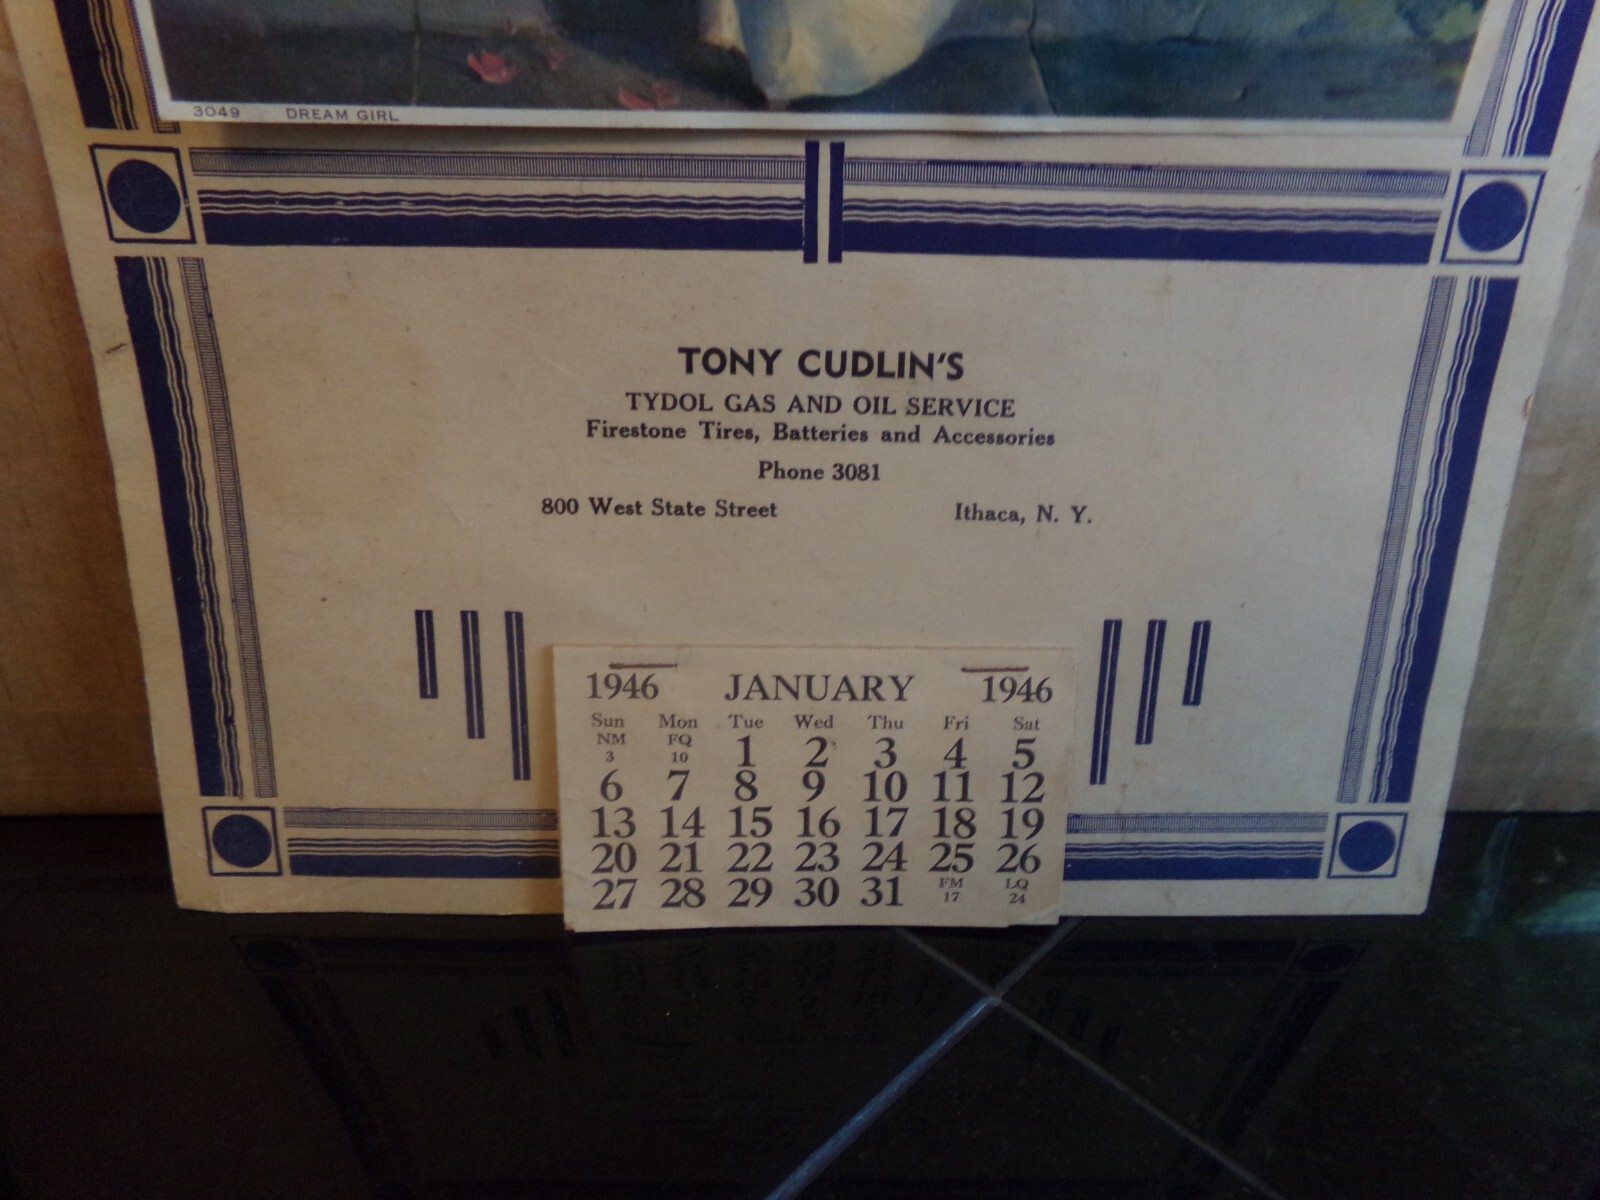 3049 DREAM GIRL
TONY CUDLIN'S
TYDOL GAS AND OIL SERVICE
Firestone Tires, Batteries and Accessories
Phone 3081
800 West State Street Ithaca, N. Y.
1946 JANUARY 1946
Sun Mon Tue Wed Thu Fri Sat
NM 3 FQ 10 1 2 3 4 5
6 7 8 9 10 11 12
13 14 15 16 17 18 19
20 21 22 23 24 25 26
27 28 29 30 31 FM 17 LQ 24